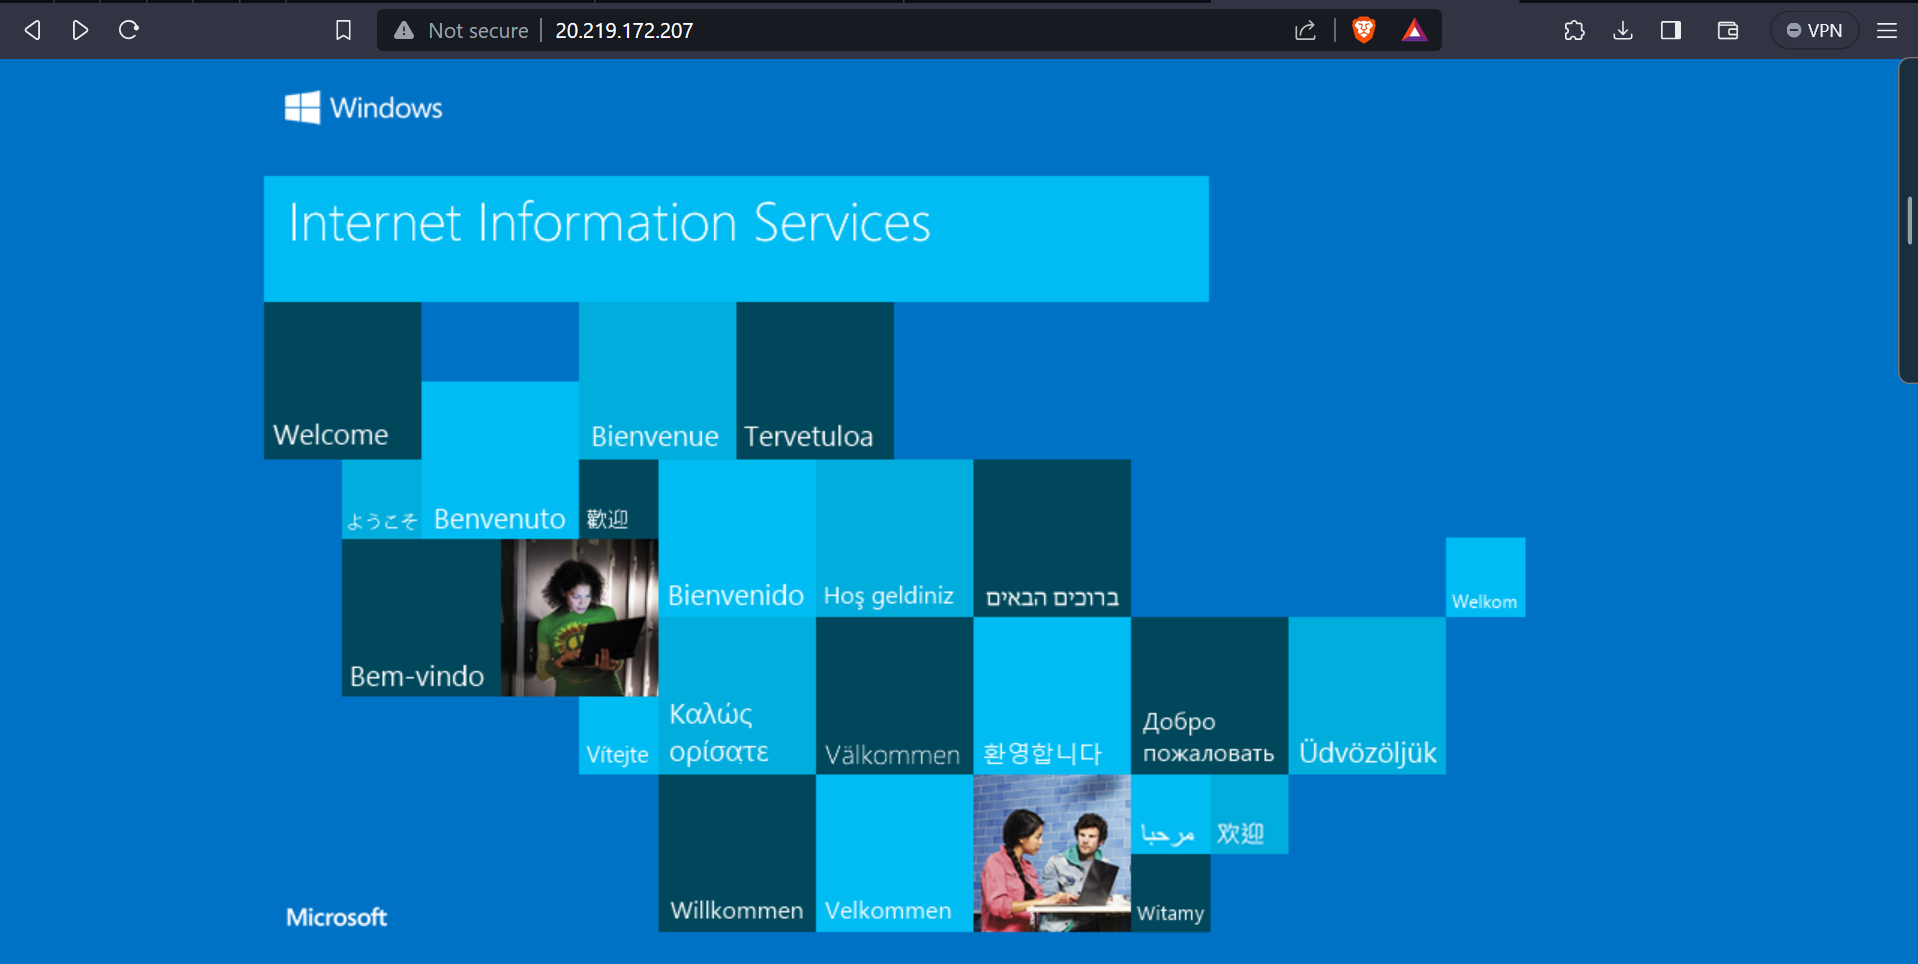 Not secure
20.219.172.207
VPN
Windows
Internet Information Services
Welcome
Bienvenue
Tervetuloa
ようこそ
Benvenuto
歡迎
Bienvenido
Hoş geldiniz
ברוכים הבאים
Welkom
Bem-vindo
Vítejte
Καλώς
ορίσατε
Välkommen
환영합니다
Добро
пожаловать
Üdvözöljük
مرحبا
欢迎
Willkommen
Velkommen
Witamy
Microsoft